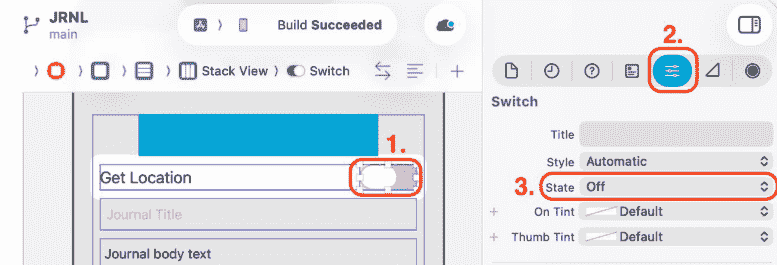 JRNL
main
Build Succeeded
Stack View
Switch
1.
Get Location
Journal Title
Journal body text
2.
Switch
Title
Style Automatic
3. State Off
On Tint Default
Thumb Tint Default